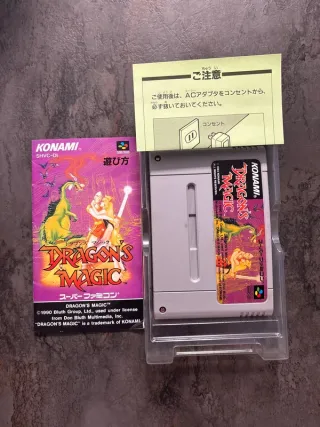 ご注意
ご使用後は、ACアダプタをコンセントから、
必ず抜いておいてください。
コンセント
KONAMI
SHVC-DI
遊び方
DRAGON'S
MAGIC
スーパーファミコン
DRAGON'S MAGIC™
©1990 Bluth Group, Ltd., used under license
from Don Bluth Multimedia, Inc.
"DRAGON'S MAGIC" is a trademark of KONAMI.
KONAMI
DRAGON'S
MAGIC